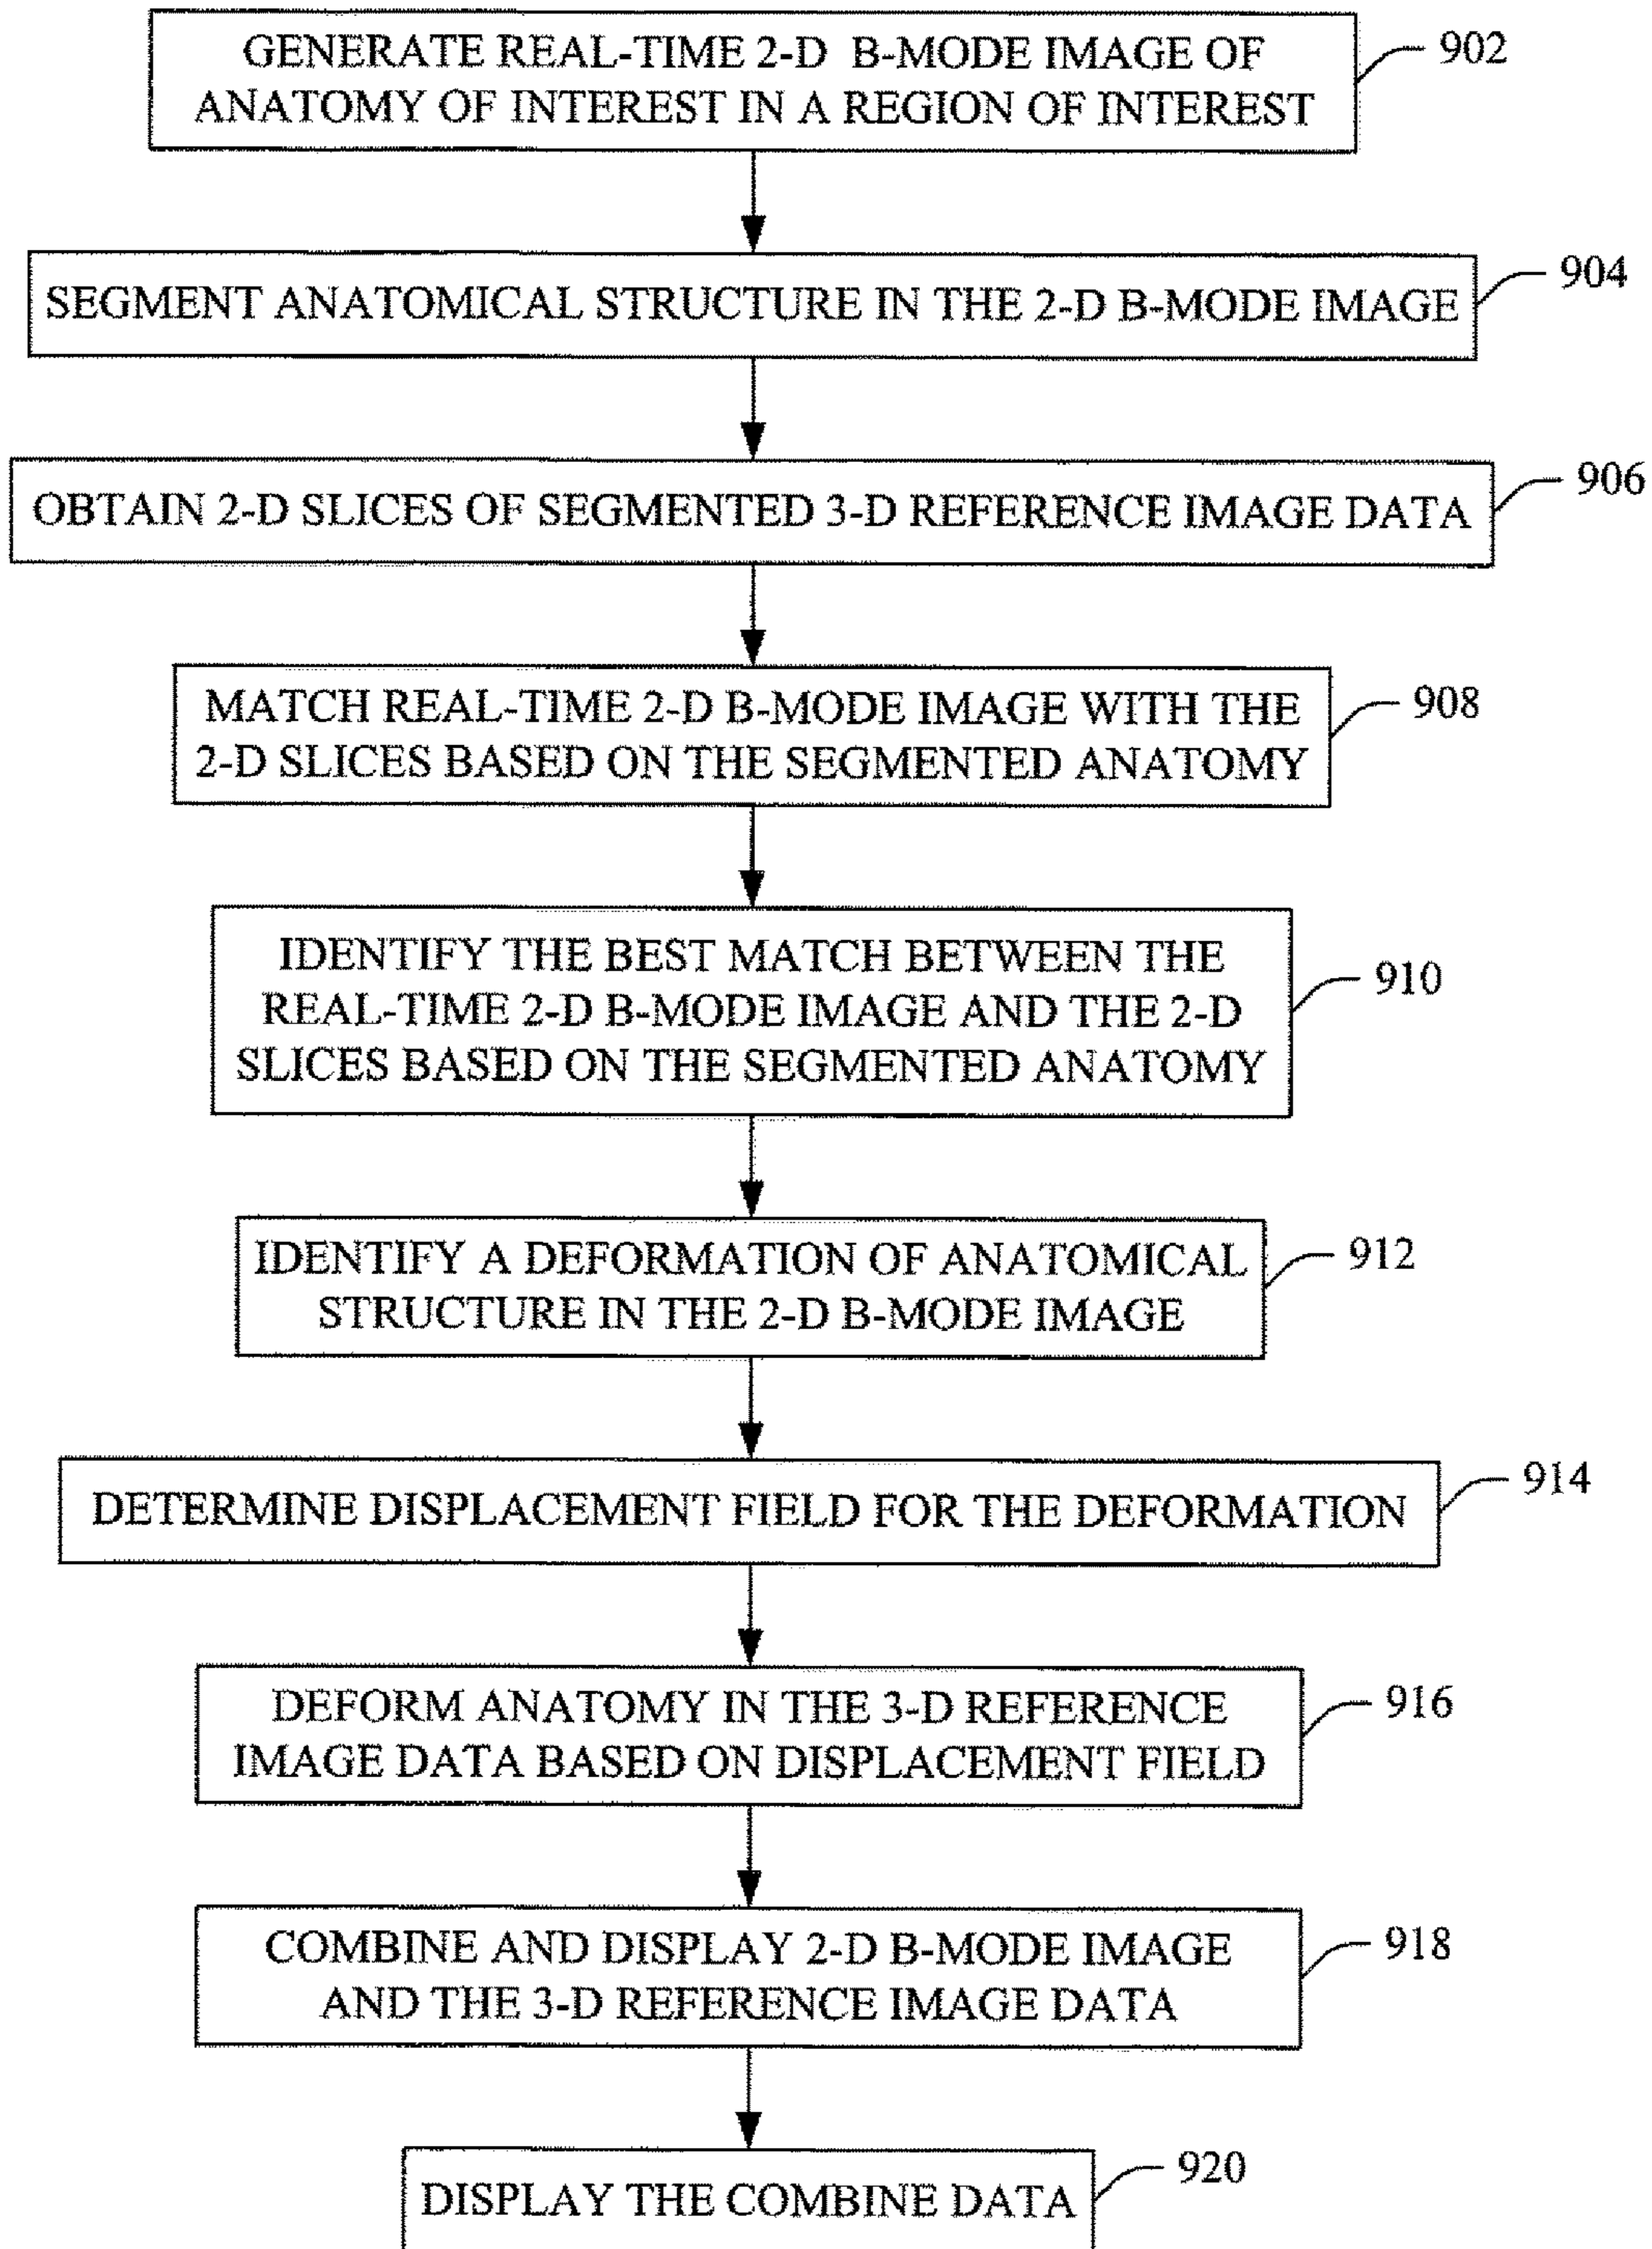 GENERATE REAL-TIME 2-D B-MODE IMAGE OF
ANATOMY OF INTEREST IN A REGION OF INTEREST
902
SEGMENT ANATOMICAL STRUCTURE IN THE 2-D B-MODE IMAGE
904
OBTAIN 2-D SLICES OF SEGMENTED 3-D REFERENCE IMAGE DATA
906
MATCH REAL-TIME 2-D B-MODE IMAGE WITH THE
2-D SLICES BASED ON THE SEGMENTED ANATOMY
908
IDENTIFY THE BEST MATCH BETWEEN THE
REAL-TIME 2-D B-MODE IMAGE AND THE 2-D
SLICES BASED ON THE SEGMENTED ANATOMY
910
IDENTIFY A DEFORMATION OF ANATOMICAL
STRUCTURE IN THE 2-D B-MODE IMAGE
912
DETERMINE DISPLACEMENT FIELD FOR THE DEFORMATION
914
DEFORM ANATOMY IN THE 3-D REFERENCE
IMAGE DATA BASED ON DISPLACEMENT FIELD
916
COMBINE AND DISPLAY 2-D B-MODE IMAGE
AND THE 3-D REFERENCE IMAGE DATA
918
DISPLAY THE COMBINE DATA
920